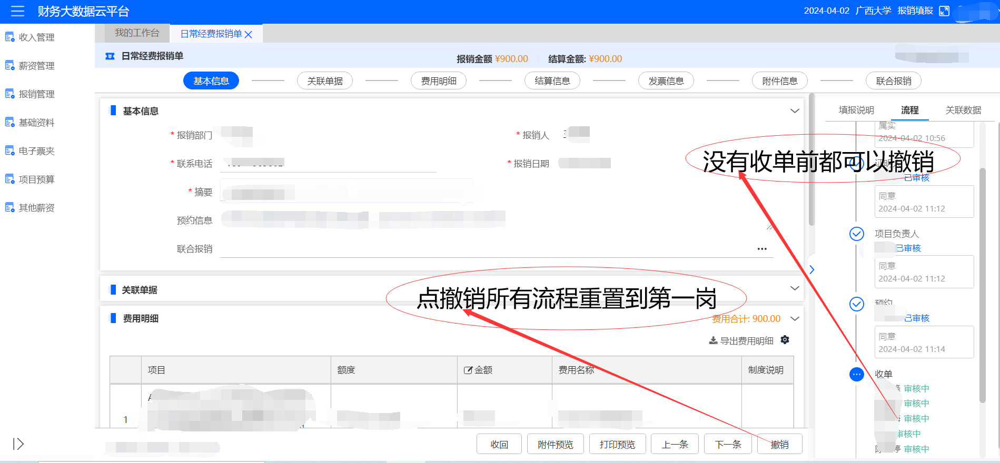 财务大数据云平台
2024-04-02 广西大学 报销填报
收入管理
薪资管理
报销管理
基础资料
电子票夹
项目预算
其他薪资
我的工作台
日常经费报销单
日常经费报销单
报销金额 ¥900.00 结算金额: ¥900.00
基本信息 关联单据 费用明细 结算信息 发票信息 附件信息 联合报销
基本信息
* 报销部门
* 报销人
* 联系电话
* 报销日期
* 摘要
预约信息
联合报销
关联单据
点撤销所有流程重置到第一岗
费用明细
费用合计: 900.00
导出费用明细
项目 额度 金额 费用名称 制度说明
1
收回 附件预览 打印预览 上一条 下一条 撤销
填报说明 流程 关联数据
属实
2024-04-02 10:56
没有收单前都可以撤销
证明人
已审核
同意
2024-04-02 11:12
项目负责人
已审核
同意
2024-04-02 11:12
预约
已审核
同意
2024-04-02 11:14
收单
审核中
审核中
审核中
审核中
婷 审核中